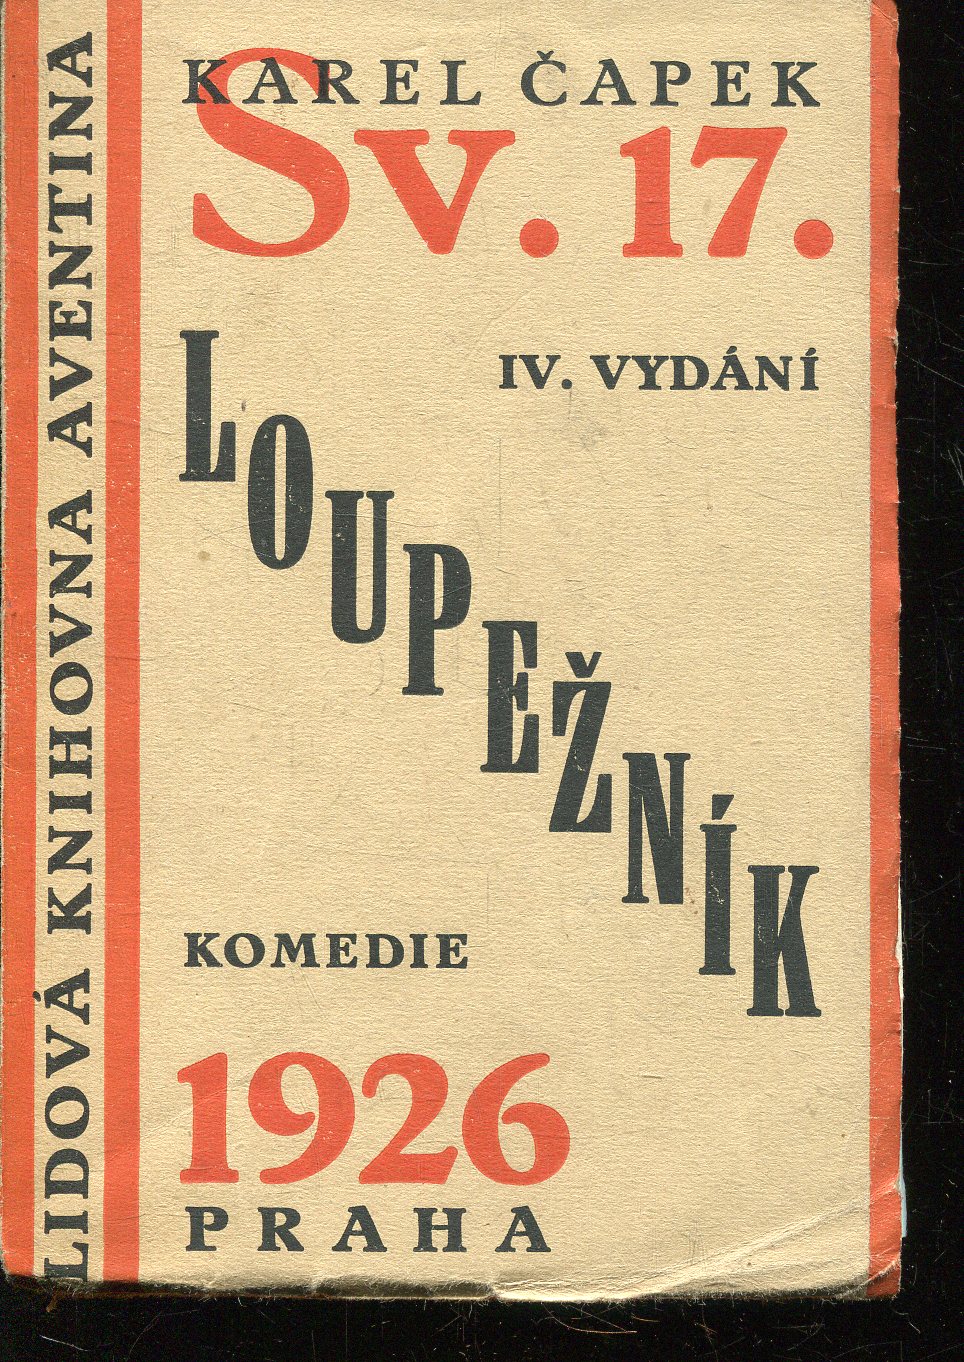 KAREL ČAPEK
Sv. 17.
IV. VYDÁNÍ
LOUPEŽNÍK
KOMEDIE
1926
PRAHA
LIDOVÁ KNIHOVNA AVENTINA